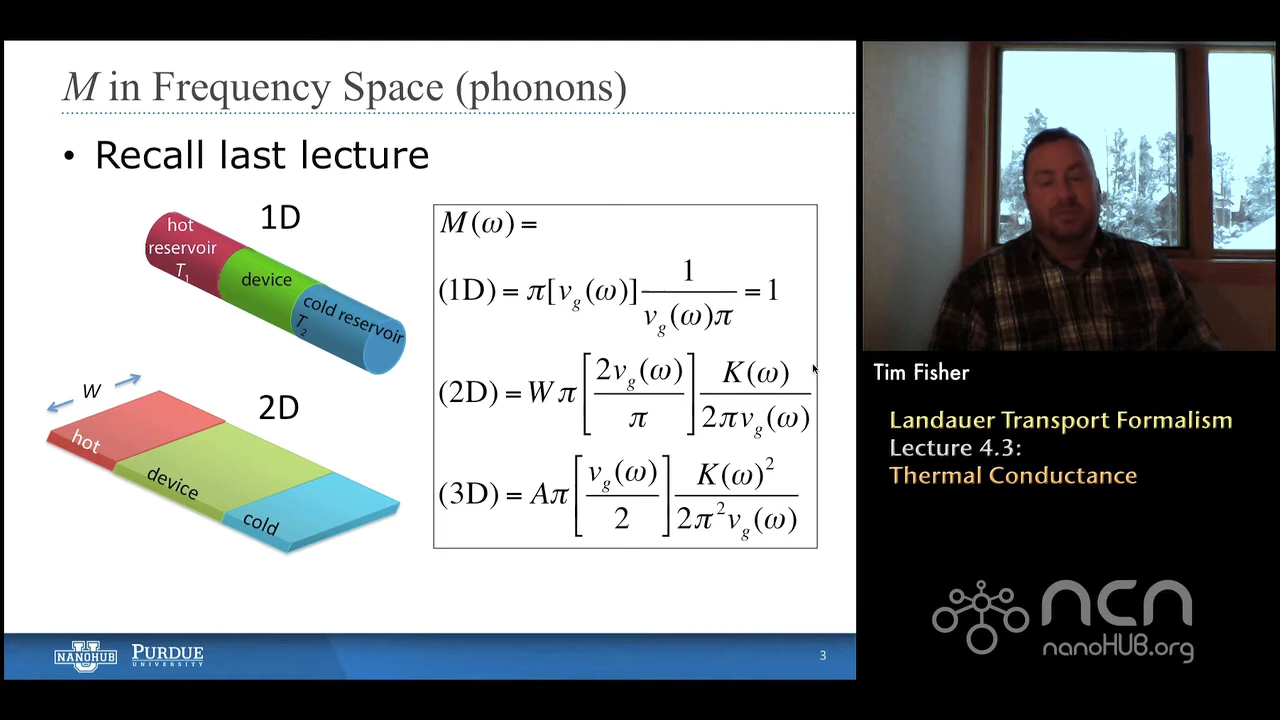 M in Frequency Space (phonons)
• Recall last lecture
1D
hot
reservoir
T₁
device
cold reservoir
T₂
W
2D
hot
device
cold
M(ω) =
(1D) = π[v_g(ω)] 1/(v_g(ω)π) = 1
(2D) = Wπ [2v_g(ω)/π] K(ω)/(2πv_g(ω))
(3D) = Aπ [v_g(ω)/2] K(ω)²/(2π²v_g(ω))
NANOHUB
PURDUE
UNIVERSITY
3
Tim Fisher
Landauer Transport Formalism
Lecture 4.3:
Thermal Conductance
ncn
nanoHUB.org